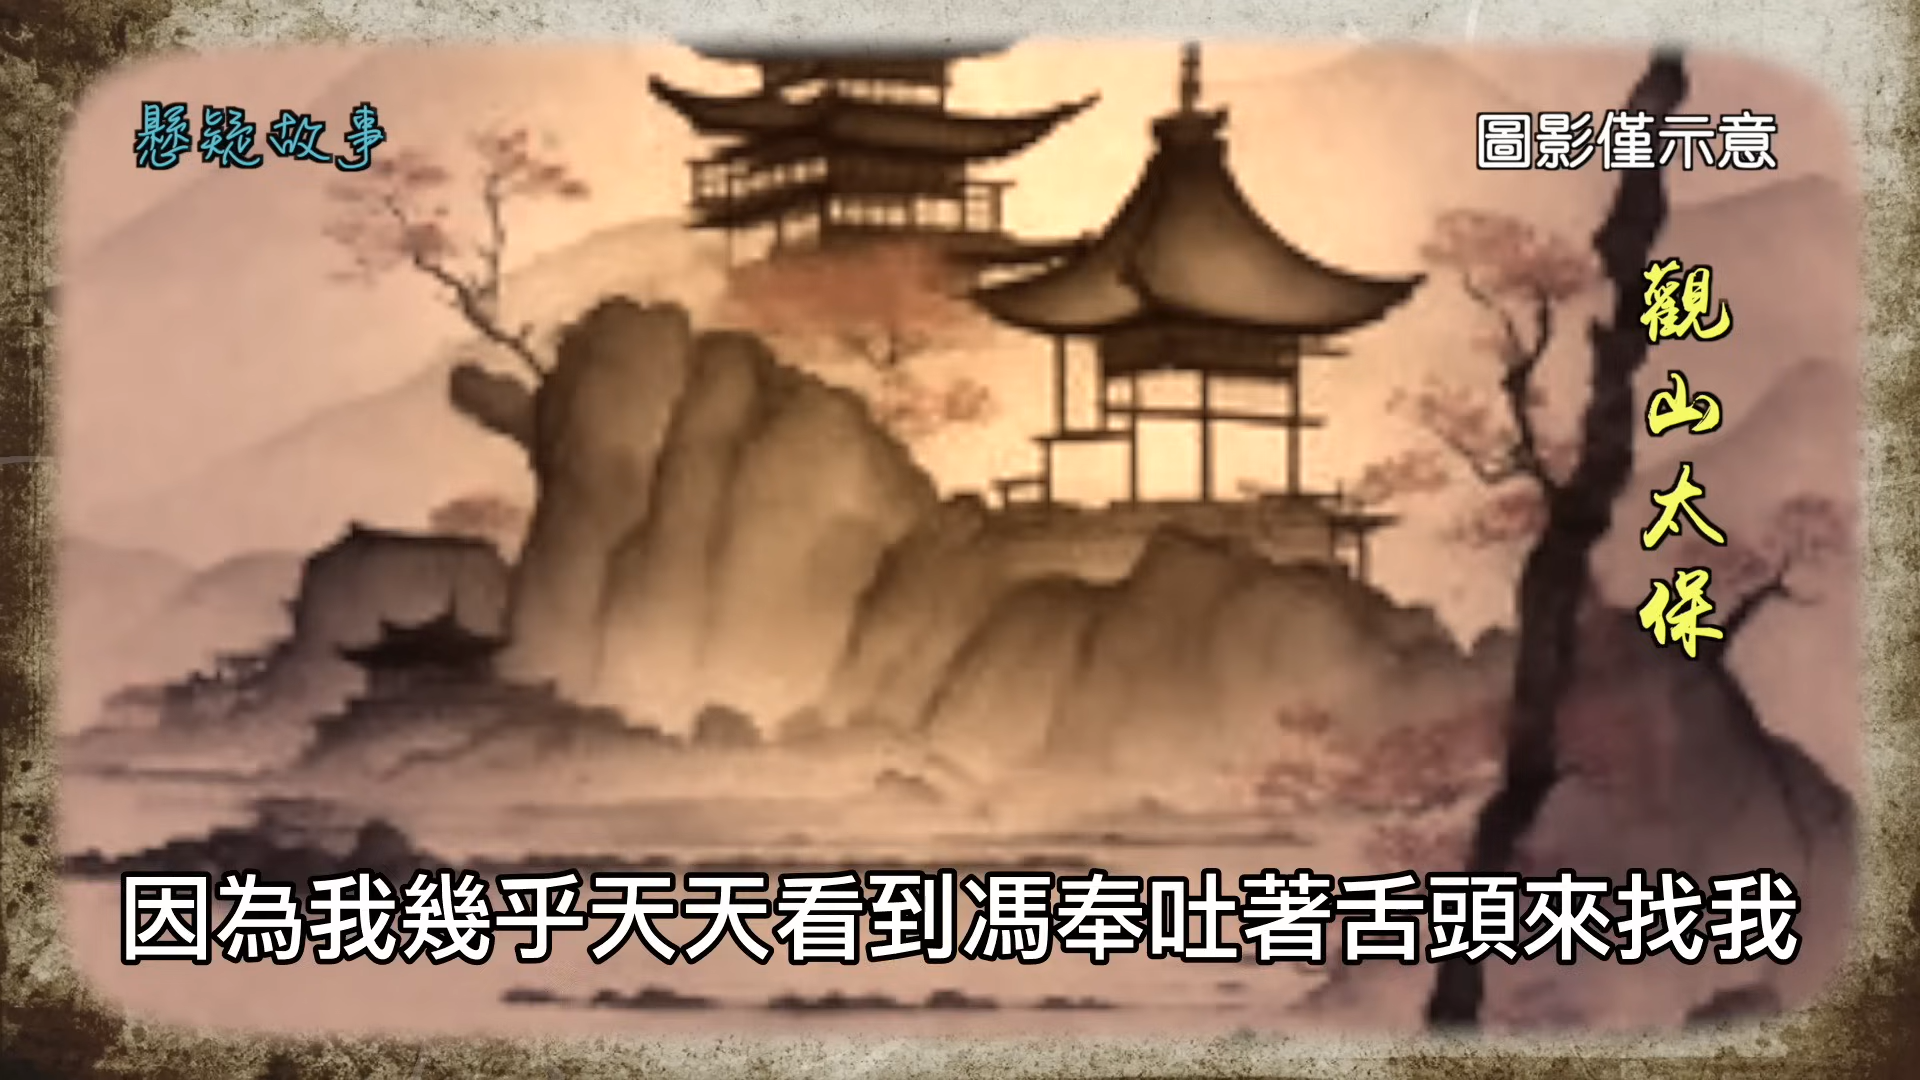 懸疑故事
圖影僅示意
觀山太保
因為我幾乎天天看到馮奉吐著舌頭來找我